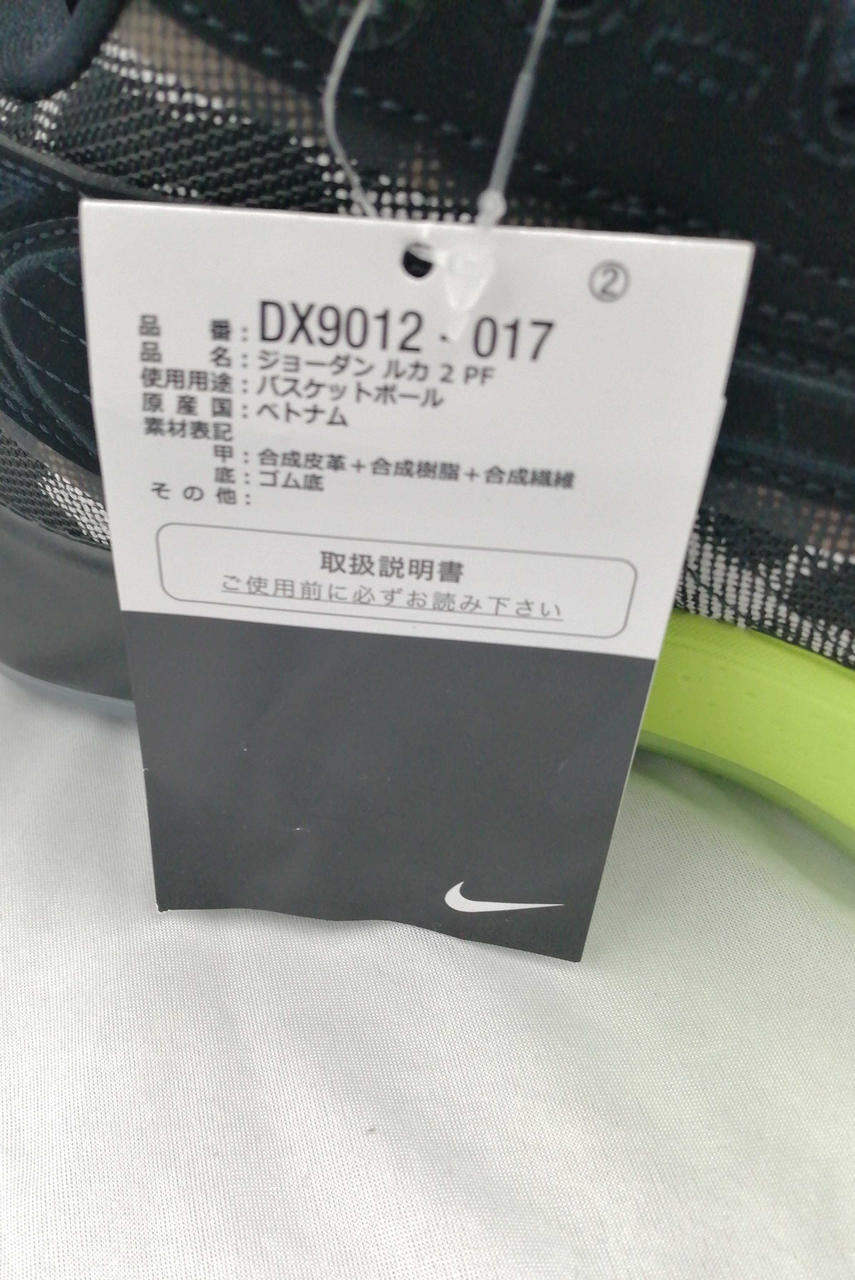 ②
品番:DX9012-017
品名:ジョーダン ルカ 2 PF
使用用途:バスケットボール
原産国:ベトナム
素材表記
甲:合成皮革+合成樹脂+合成繊維
底:ゴム底
その他:
取扱説明書
ご使用前に必ずお読み下さい